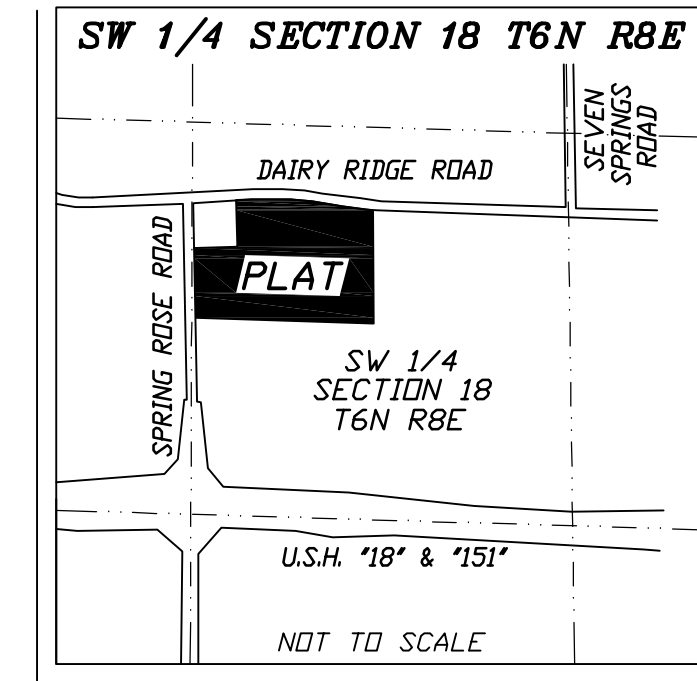 SW 1/4 SECTION 18 T6N R8E
SEVEN
SPRINGS
ROAD
DAIRY RIDGE ROAD
SPRING ROSE ROAD
PLAT
SW 1/4
SECTION 18
T6N R8E
U.S.H. "18" & "151"
NOT TO SCALE